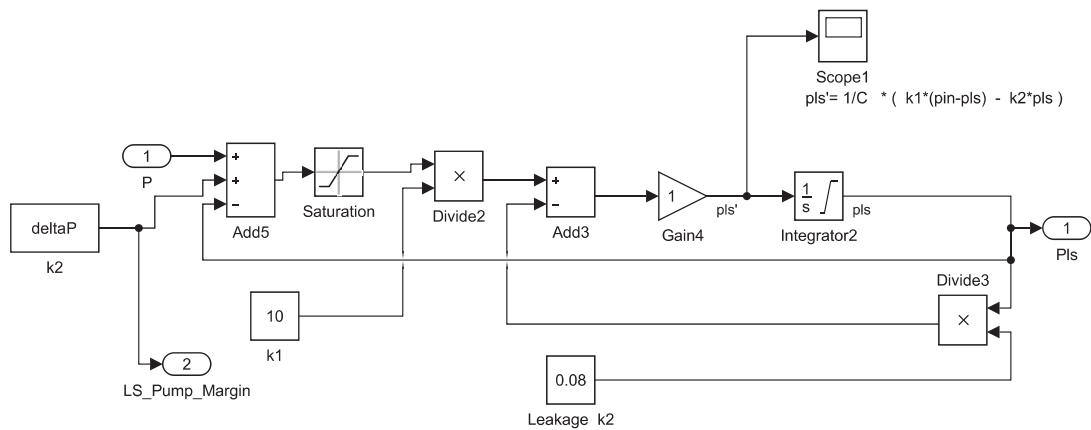 Scope1
pls'= 1/C * ( k1*(pin-pls) - k2*pls )
1
P
+
+
−
Add5
Saturation
×
Divide2
+
−
Add3
1
Gain4
pls'
1
s
Integrator2
pls
1
Pls
deltaP
k2
10
k1
Divide3
×
2
LS_Pump_Margin
0.08
Leakage k2